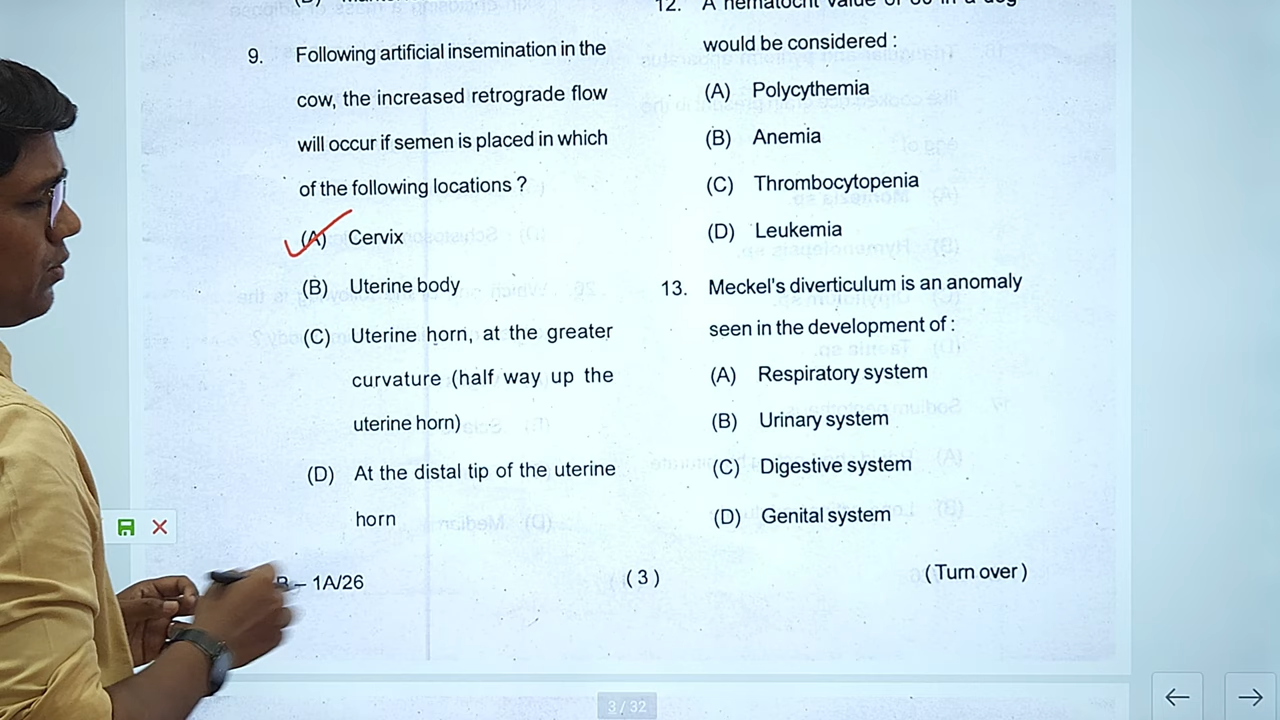 9. Following artificial insemination in the
cow, the increased retrograde flow
will occur if semen is placed in which
of the following locations ?
(A) Cervix
(B) Uterine body
(C) Uterine horn, at the greater
curvature (half way up the
uterine horn)
(D) At the distal tip of the uterine
horn
12. A in a dog
would be considered :
(A) Polycythemia
(B) Anemia
(C) Thrombocytopenia
(D) Leukemia
13. Meckel's diverticulum is an anomaly
seen in the development of :
(A) Respiratory system
(B) Urinary system
(C) Digestive system
(D) Genital system
– 1A/26
( 3 )
( Turn over )
3 / 32